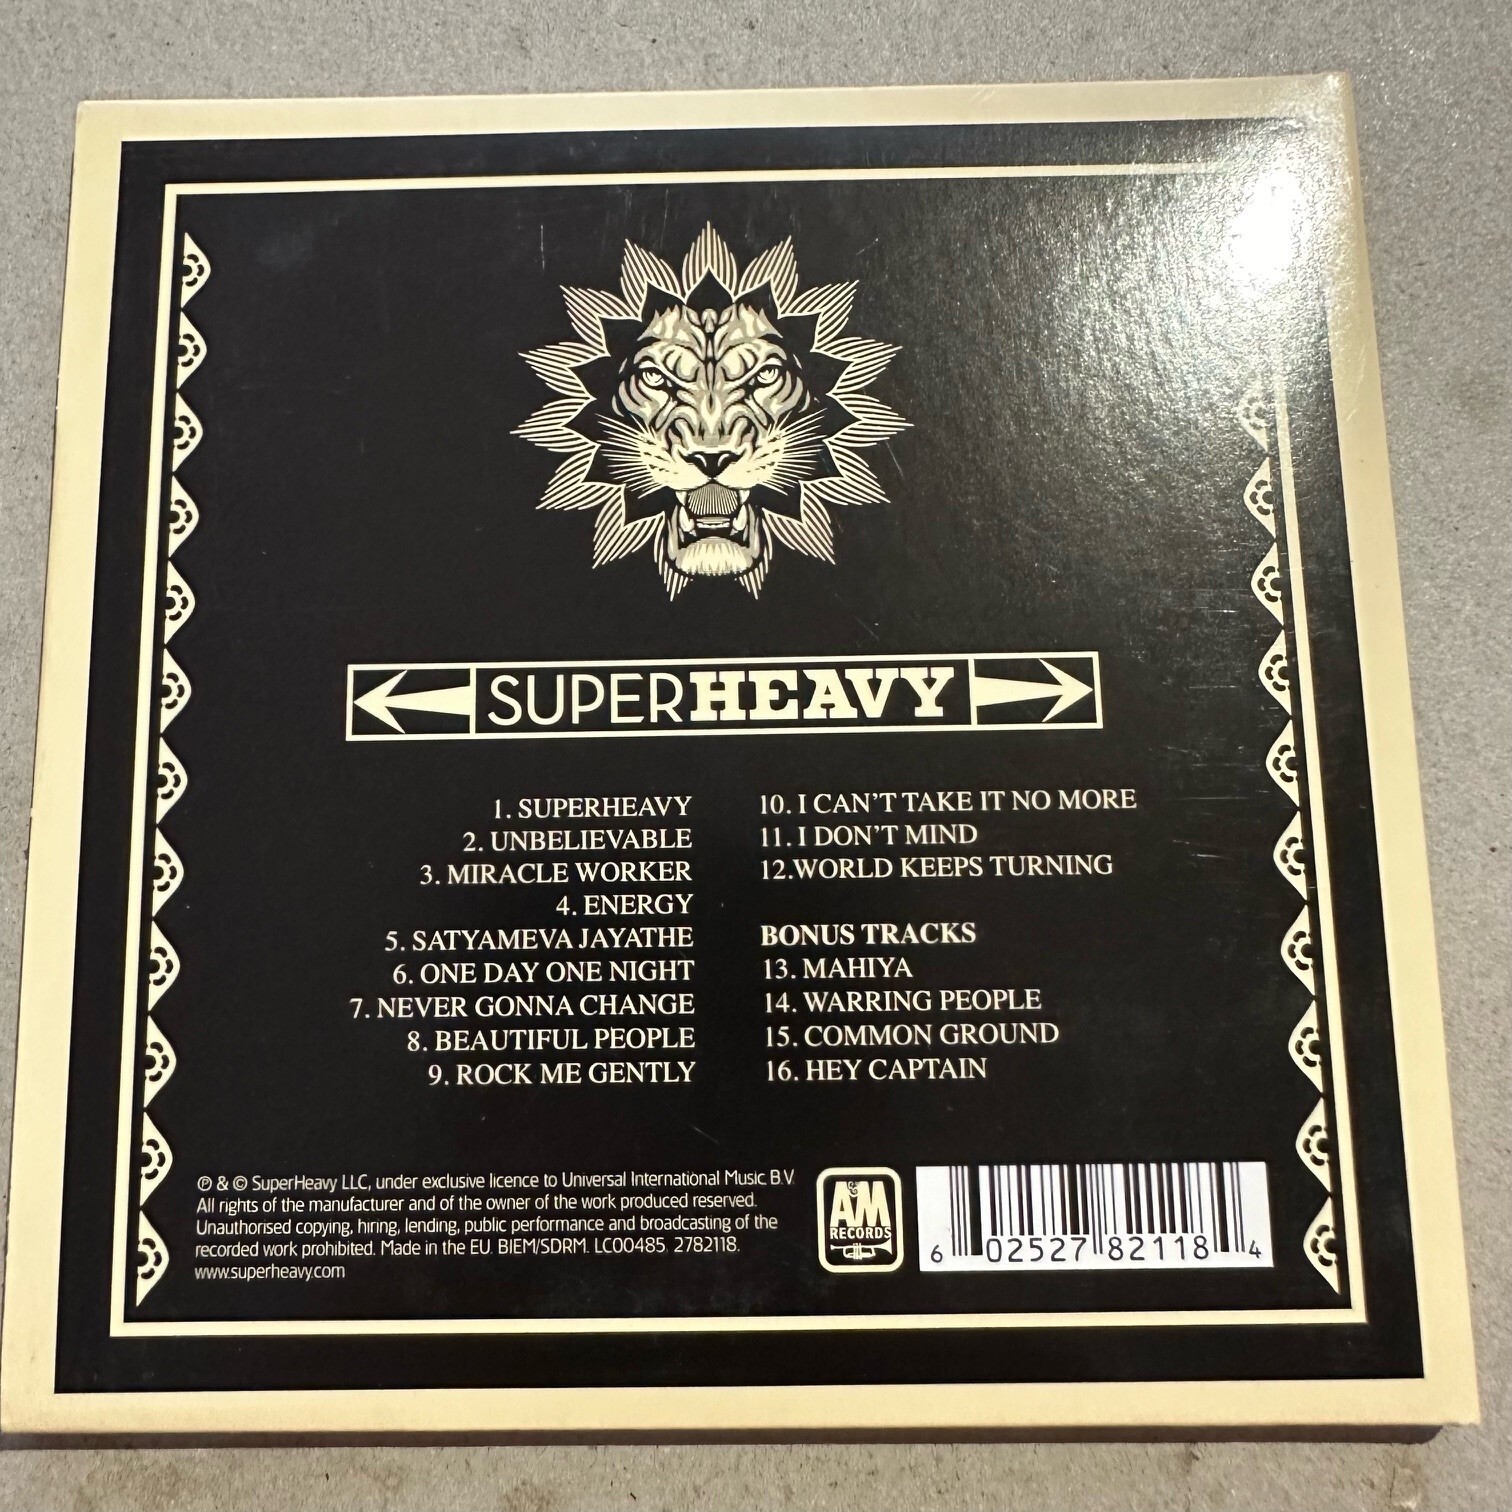 SUPERHEAVY
1. SUPERHEAVY
2. UNBELIEVABLE
3. MIRACLE WORKER
4. ENERGY
5. SATYAMEVA JAYATHE
6. ONE DAY ONE NIGHT
7. NEVER GONNA CHANGE
8. BEAUTIFUL PEOPLE
9. ROCK ME GENTLY
10. I CAN'T TAKE IT NO MORE
11. I DON'T MIND
12.WORLD KEEPS TURNING
BONUS TRACKS
13. MAHIYA
14. WARRING PEOPLE
15. COMMON GROUND
16. HEY CAPTAIN
℗ & © SuperHeavy LLC, under exclusive licence to Universal International Music B.V.
All rights of the manufacturer and of the owner of the work produced reserved.
Unauthorised copying, hiring, lending, public performance and broadcasting of the
recorded work prohibited. Made in the EU. BIEM/SDRM. LC00485. 2782118.
www.superheavy.com
A&M
RECORDS
6 02527 82118 4